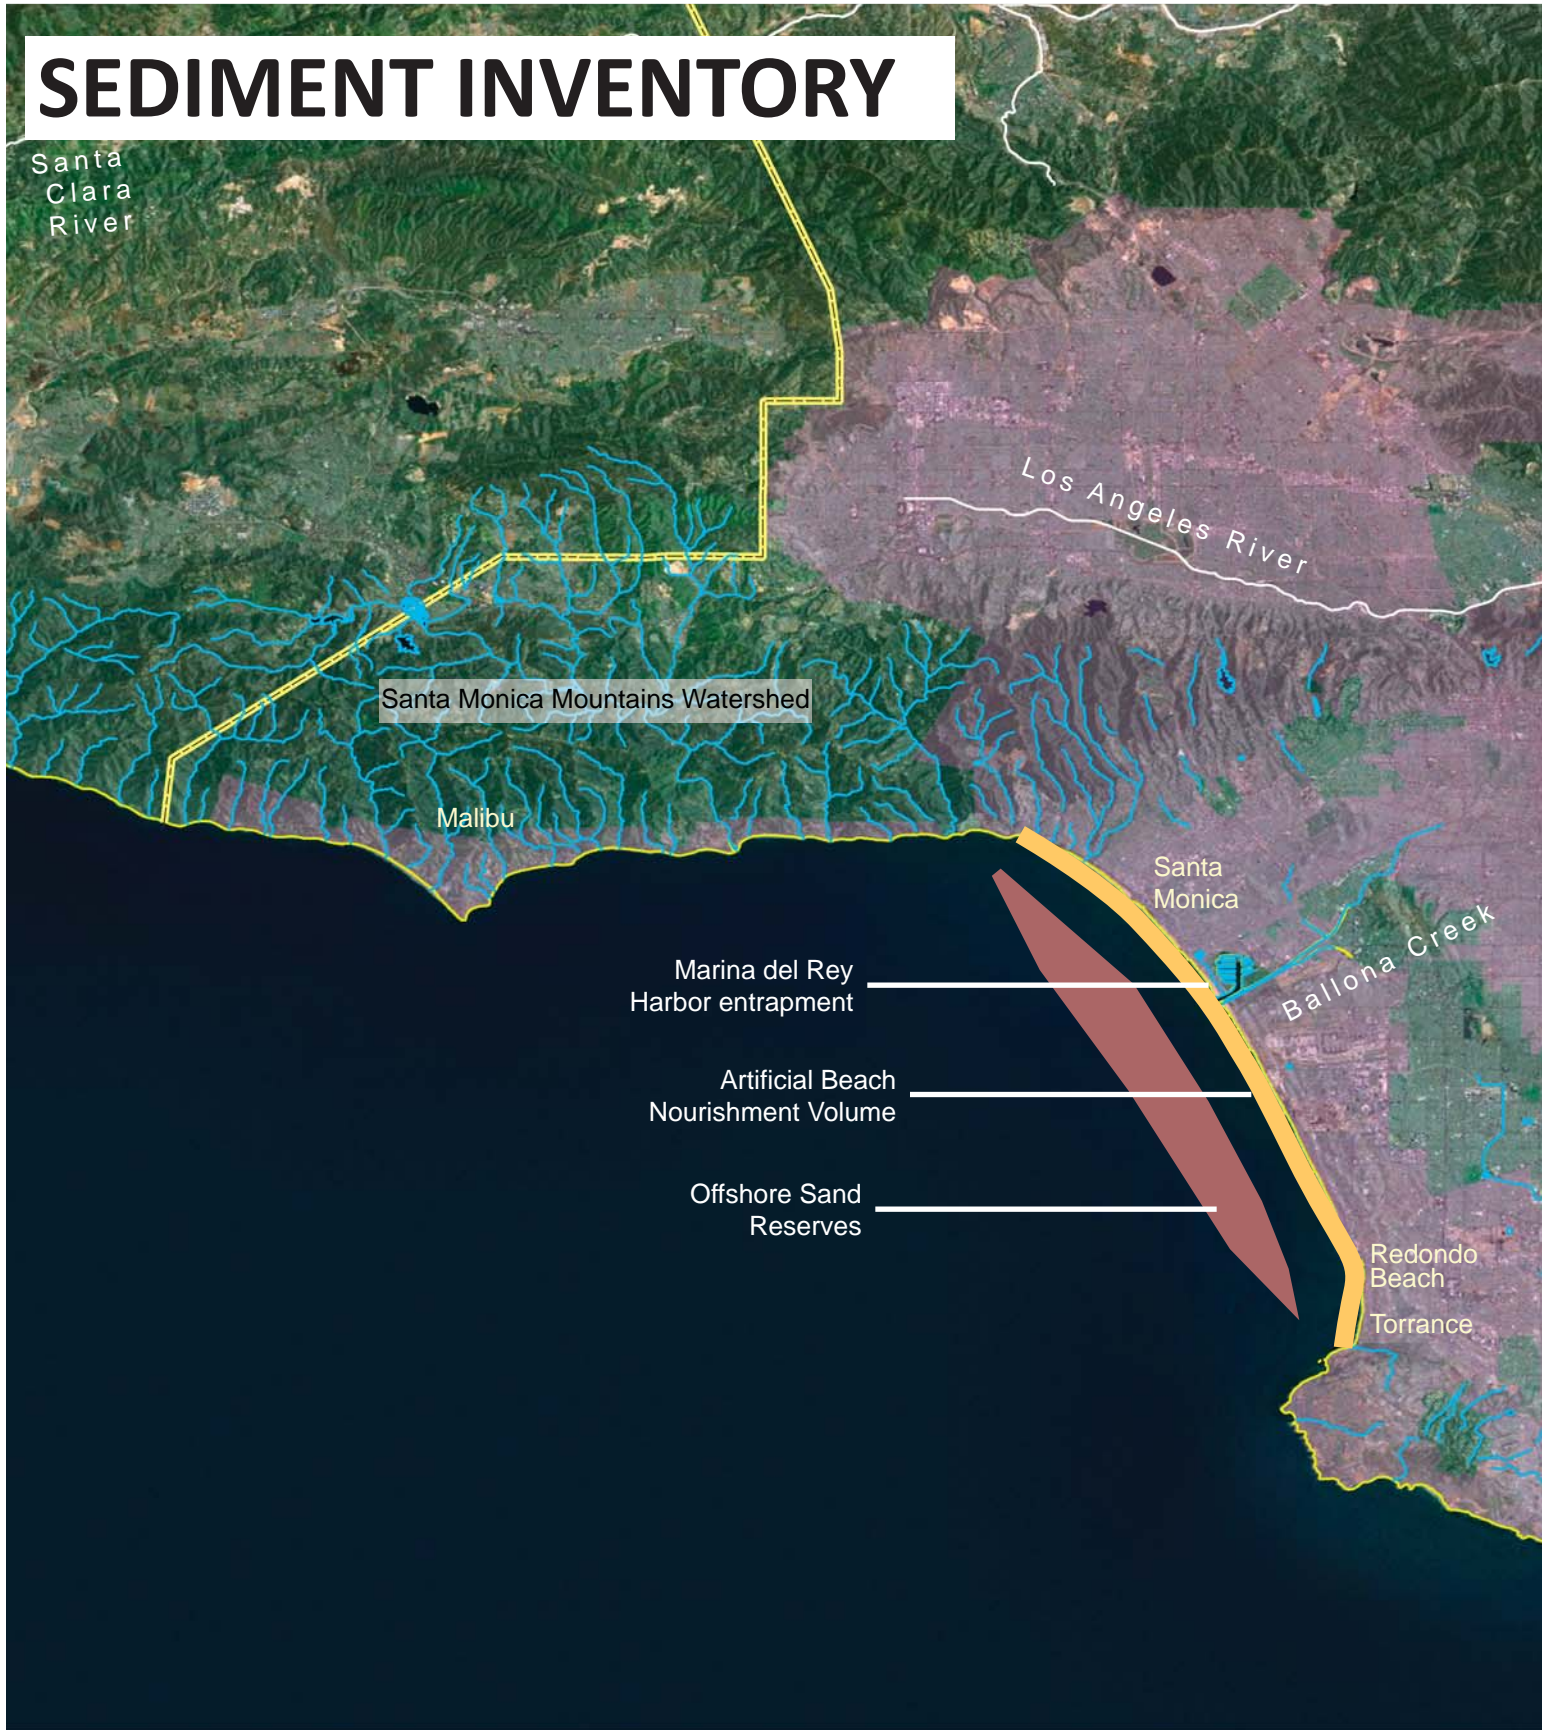 SEDIMENT INVENTORY
Santa
Clara
River
Los Angeles River
Santa Monica Mountains Watershed
Malibu
Santa
Monica
Ballona Creek
Marina del Rey
Harbor entrapment
Artificial Beach
Nourishment Volume
Offshore Sand
Reserves
Redondo
Beach
Torrance